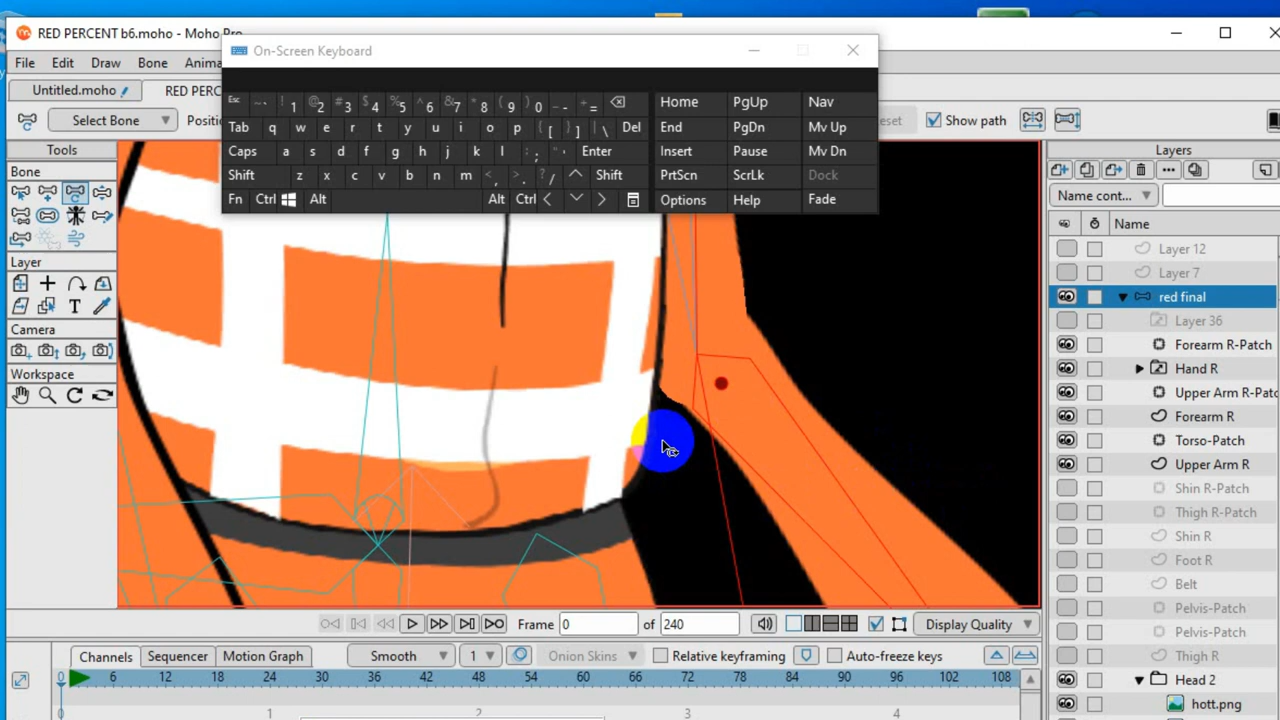 RED PERCENT b6.moho - Moho Pro
On-Screen Keyboard
File Edit Draw Bone Anima
Untitled.moho
RED PERC
Select Bone
Positio
eset
Show path
Esc ~ ` ! 1 @ 2 # 3 $ 4 % 5 ^ 6 & 7 * 8 ( 9 ) 0 _ - + = Home PgUp Nav
Tab q w e r t y u i o p { [ } ] | \ Del End PgDn Mv Up
Caps a s d f g h j k l : ; " ' Enter Insert Pause Mv Dn
Shift z x c v b n m < , > . ? / Shift PrtScn ScrLk Dock
Fn Ctrl Alt Alt Ctrl Options Help Fade
Tools
Bone
Layer
T
Camera
Workspace
Layers
Name cont...
Name
Layer 12
Layer 7
red final
Layer 36
Forearm R-Patch
Hand R
Upper Arm R-Patc
Forearm R
Torso-Patch
Upper Arm R
Shin R-Patch
Thigh R-Patch
Shin R
Foot R
Belt
Pelvis-Patch
Pelvis-Patch
Thigh R
Head 2
hott.png
Frame 0 of 240 Display Quality
Channels Sequencer Motion Graph Smooth 1 Onion Skins Relative keyframing Auto-freeze keys
0 6 12 18 24 30 36 42 48 54 60 66 72 78 84 90 96 102 108
0 1 2 3 4